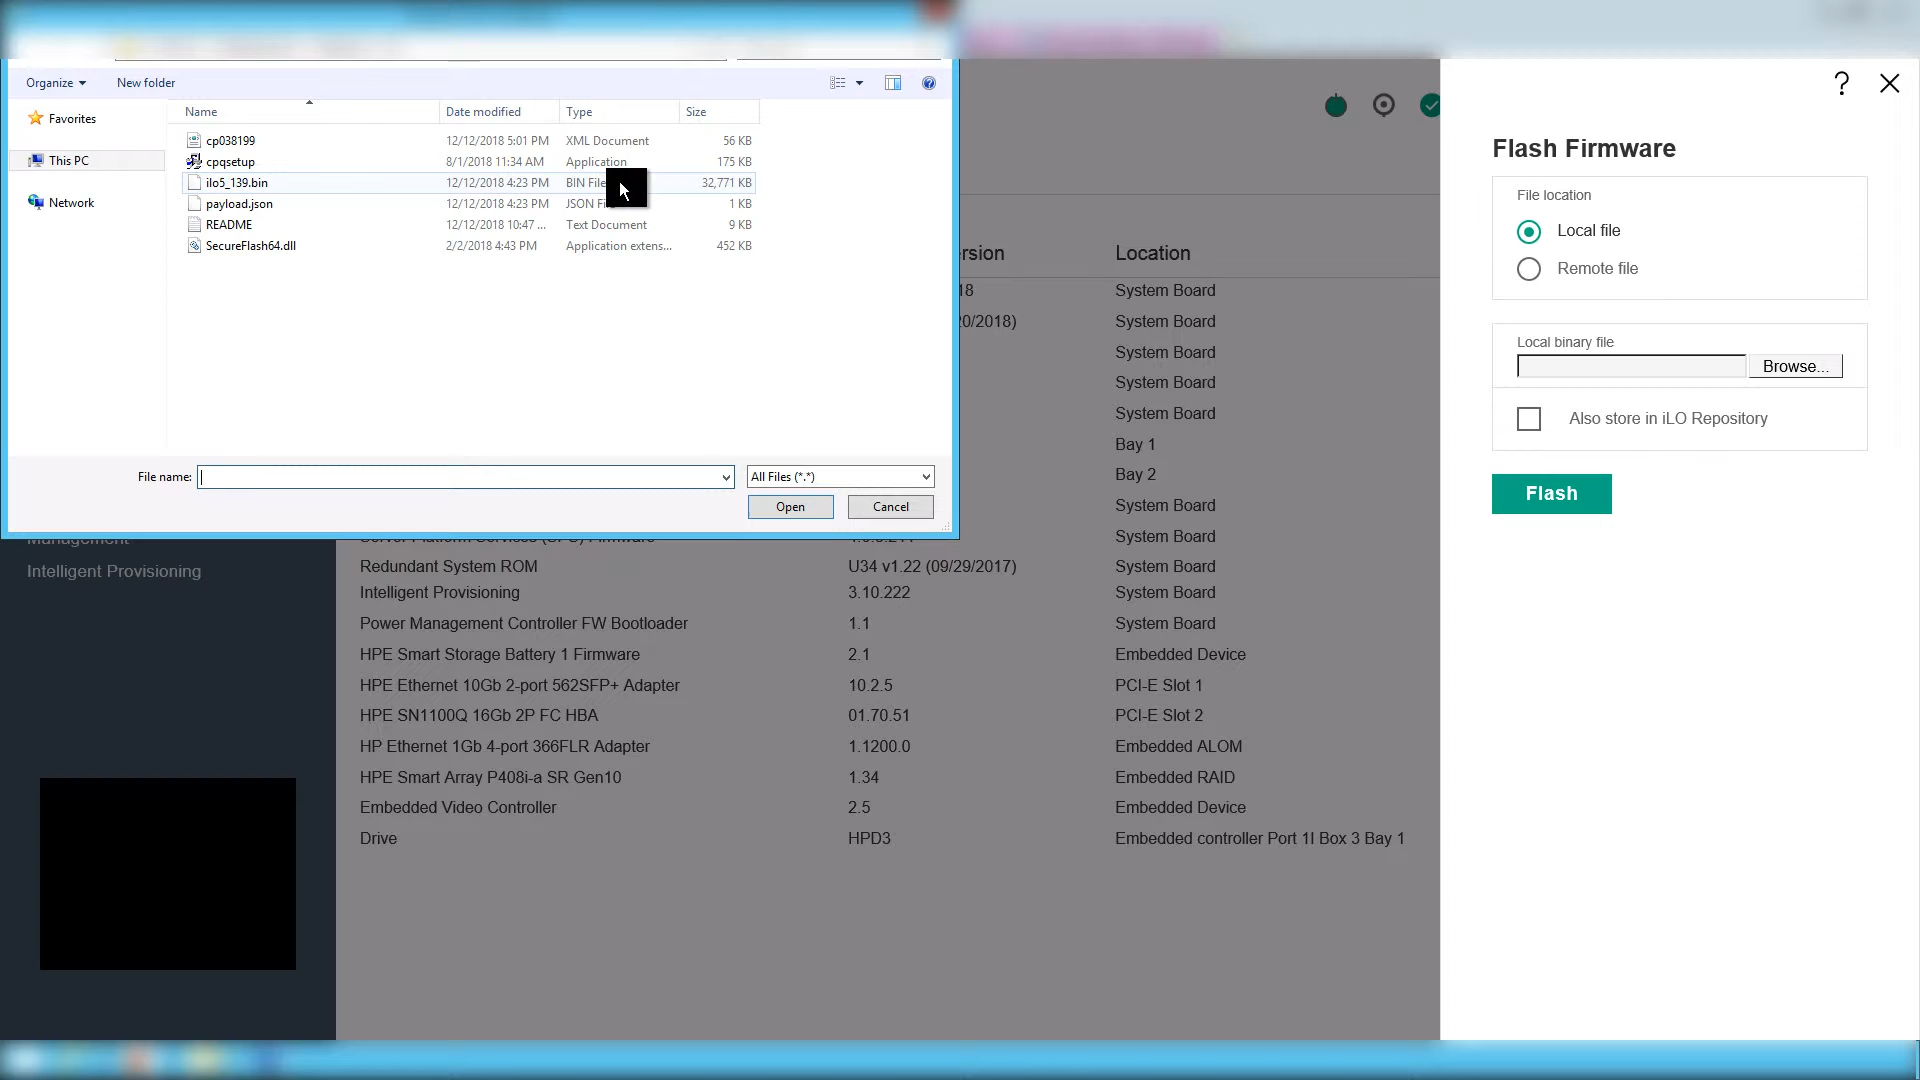 Organize
New folder
Name
Date modified
Type
Size
Favorites
This PC
Network
cp038199 12/12/2018 5:01 PM XML Document 56 KB
cpqsetup 8/1/2018 11:34 AM Application 175 KB
ilo5_139.bin 12/12/2018 4:23 PM BIN File 32,771 KB
payload.json 12/12/2018 4:23 PM JSON 1 KB
README 12/12/2018 10:47 ... Text Document 9 KB
SecureFlash64.dll 2/2/2018 4:43 PM Application extens... 452 KB
File name:
All Files (*.*)
Open
Cancel
Intelligent Provisioning
Location
System Board
20/2018) System Board
System Board
System Board
System Board
Bay 1
Bay 2
System Board
System Board
Redundant System ROM U34 v1.22 (09/29/2017) System Board
Intelligent Provisioning 3.10.222 System Board
Power Management Controller FW Bootloader 1.1 System Board
HPE Smart Storage Battery 1 Firmware 2.1 Embedded Device
HPE Ethernet 10Gb 2-port 562SFP+ Adapter 10.2.5 PCI-E Slot 1
HPE SN1100Q 16Gb 2P FC HBA 01.70.51 PCI-E Slot 2
HP Ethernet 1Gb 4-port 366FLR Adapter 1.1200.0 Embedded ALOM
HPE Smart Array P408i-a SR Gen10 1.34 Embedded RAID
Embedded Video Controller 2.5 Embedded Device
Drive HPD3 Embedded controller Port 1I Box 3 Bay 1
?
Flash Firmware
File location
Local file
Remote file
Local binary file
Browse...
Also store in iLO Repository
Flash